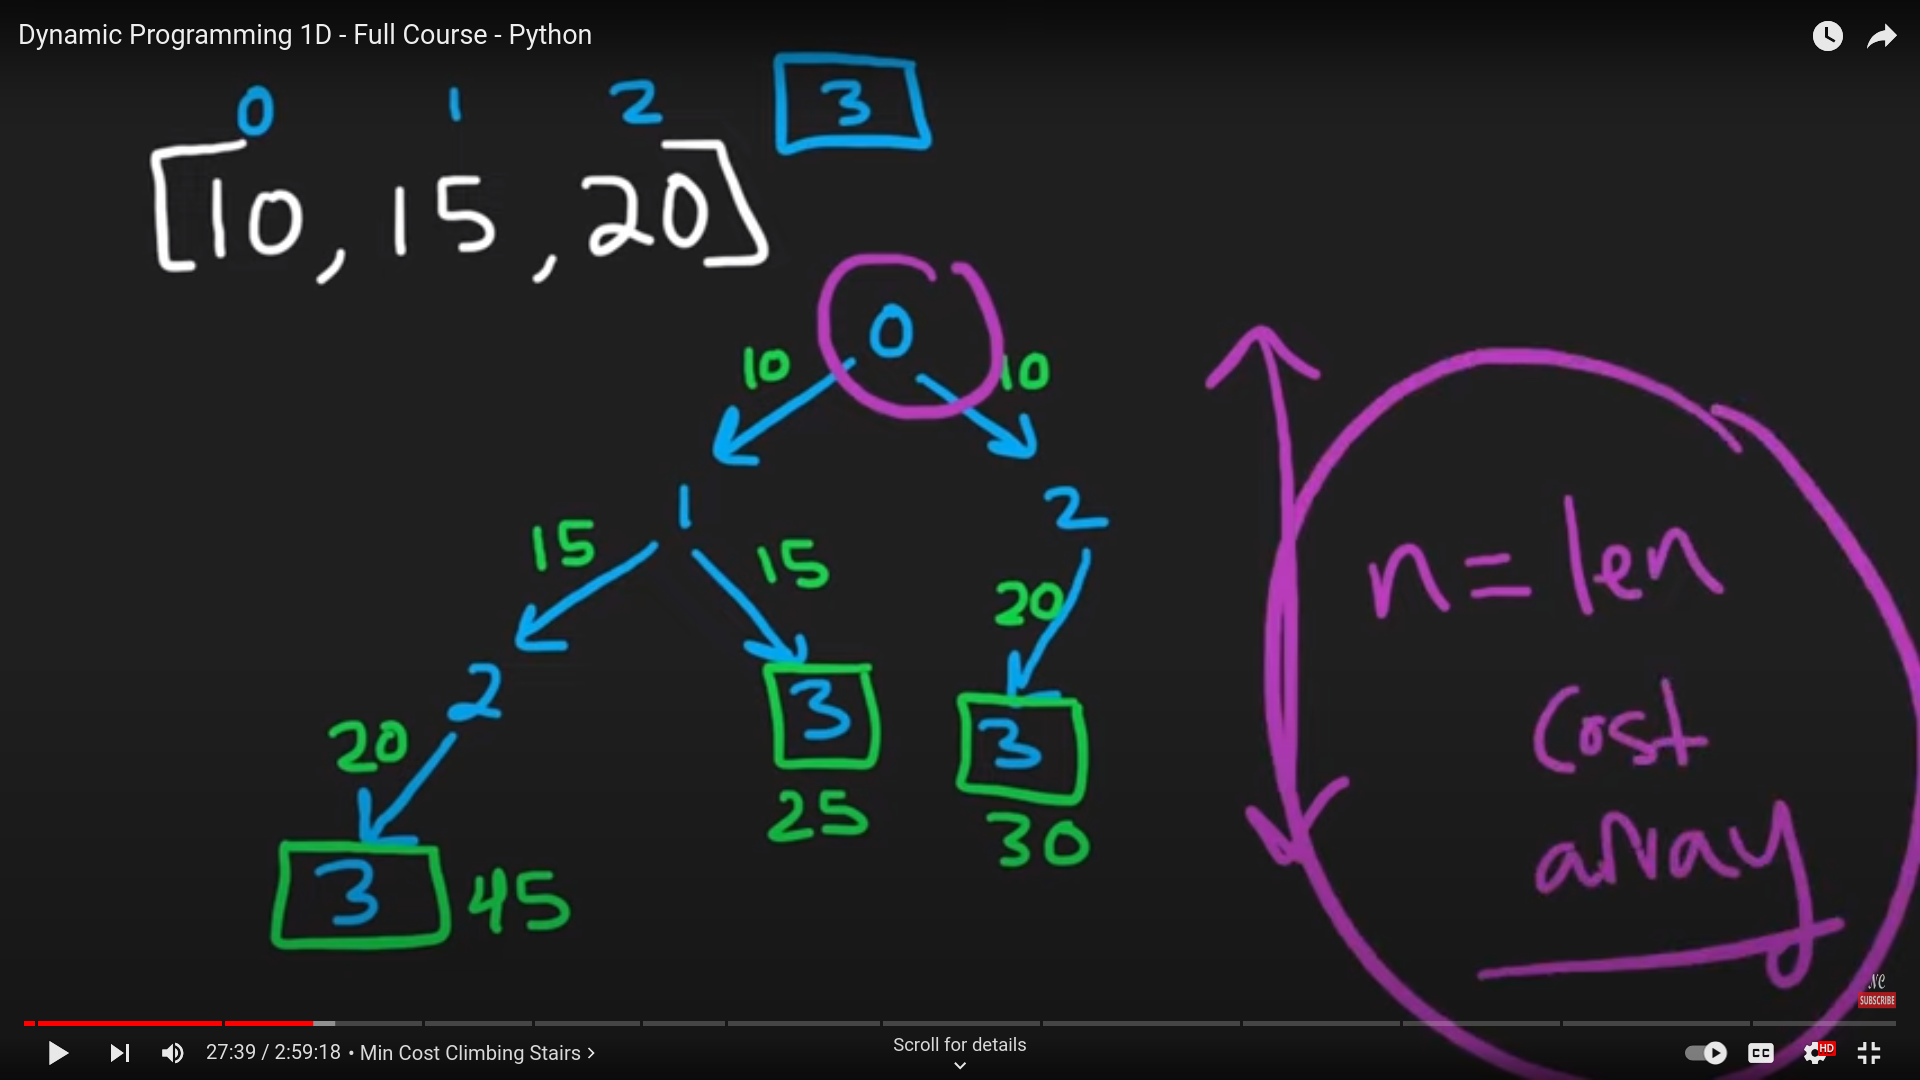 Dynamic Programming 1D - Full Course - Python
0 1 2 3
[10, 15, 20]
0
10 10
1 2
15 15 20
2 3 3
20 25 30
3 45
n = len
cost
array
NC
SUBSCRIBE
27:39 / 2:59:18 • Min Cost Climbing Stairs >
Scroll for details
CC
HD